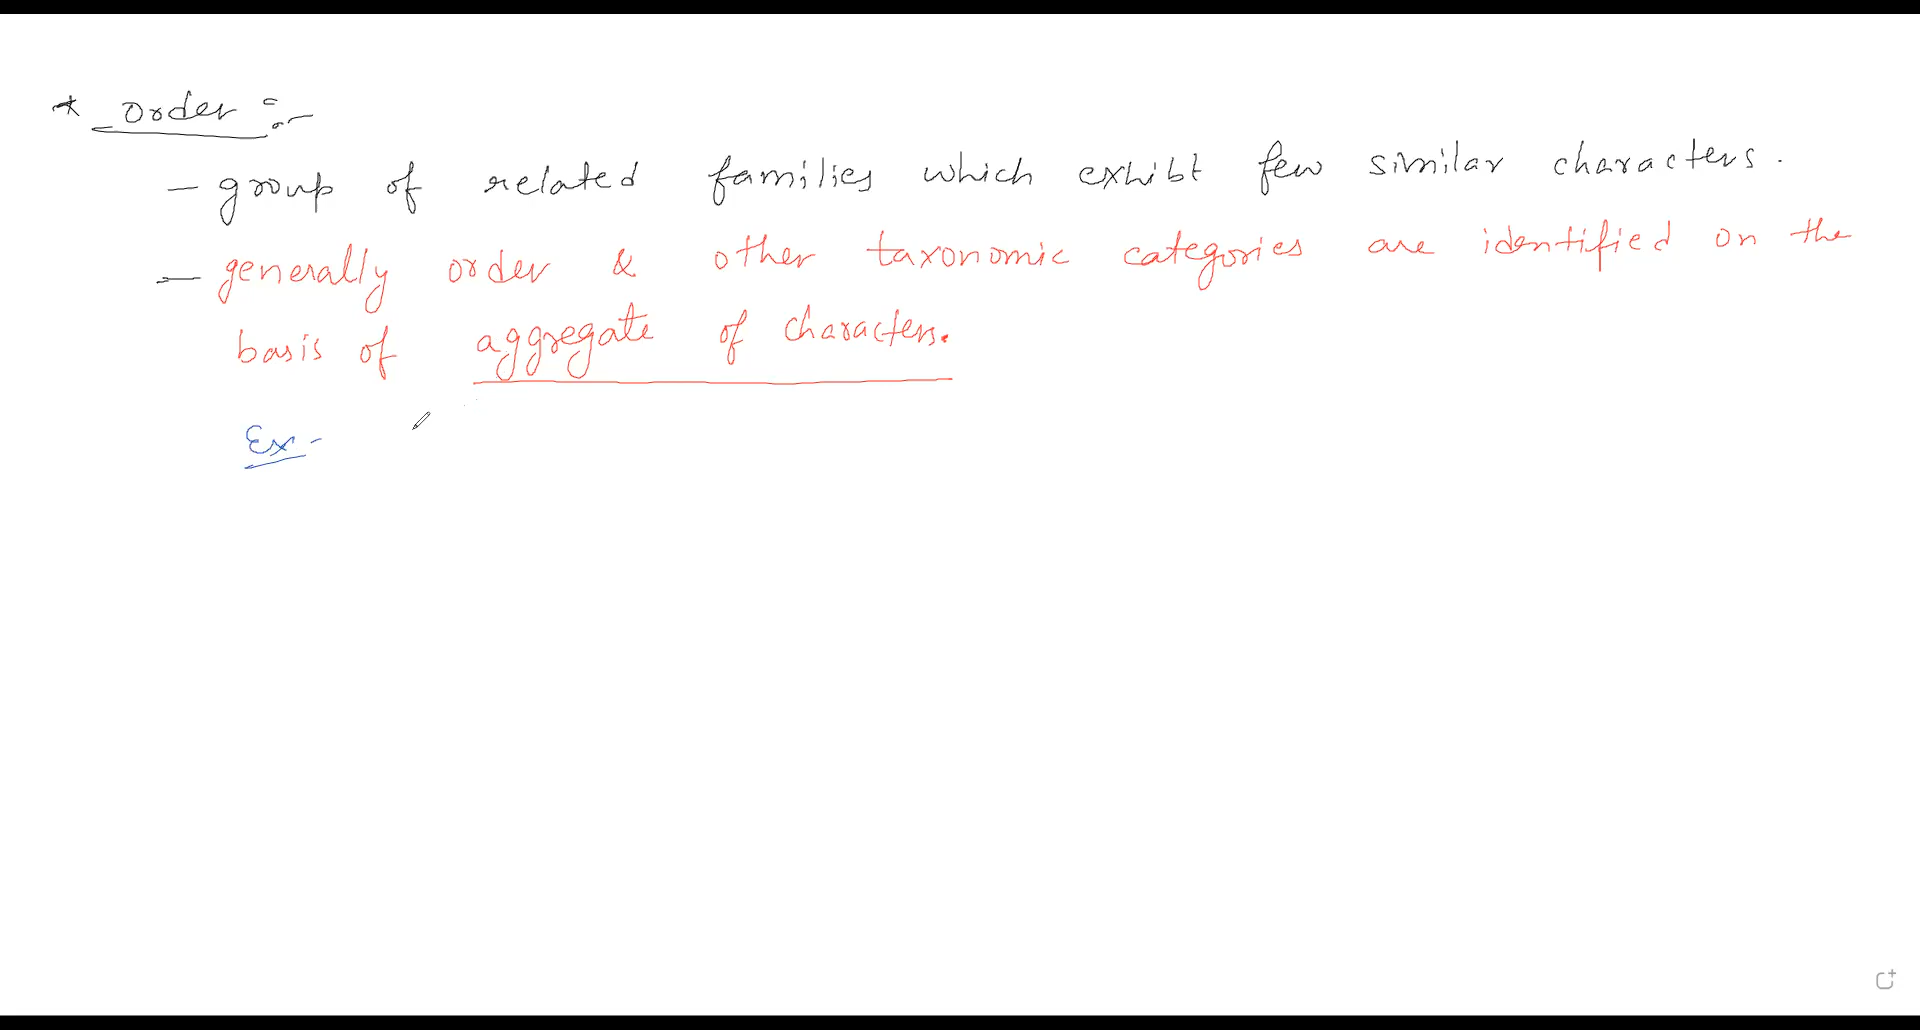 * order :-
- group of related families which exhibt few similar characters.
- generally order & other taxonomic categories are identified on the
basis of aggregate of characters.
Ex -